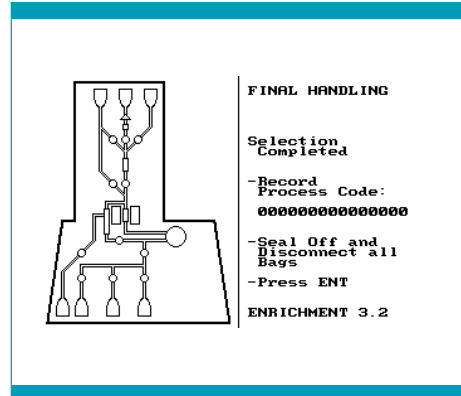 FINAL HANDLING
Selection
Completed
-Record
Process Code:
000000000000000
-Seal Off and
Disconnect all
Bags
-Press ENT
ENRICHMENT 3.2